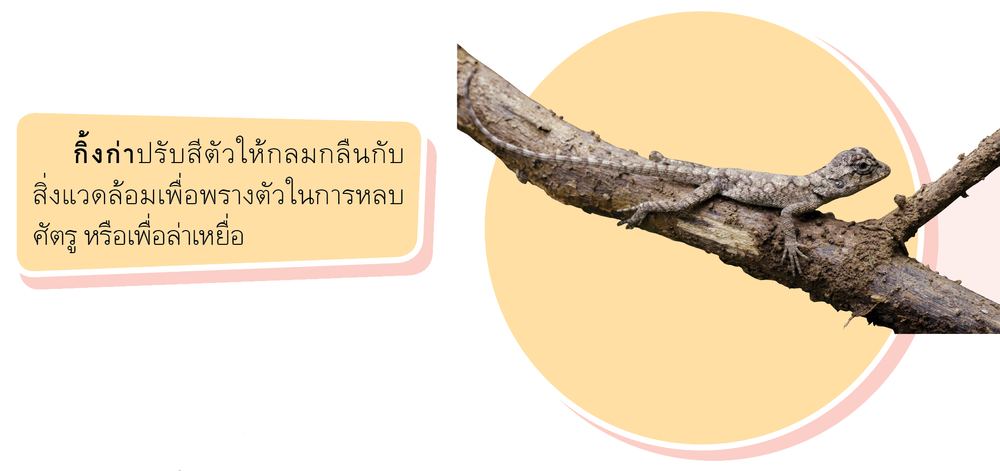 กิ้งก่าปรับสีตัวให้กลมกลืนกับ
สิ่งแวดล้อมเพื่อพรางตัวในการหลบ
ศัตรู หรือเพื่อล่าเหยื่อ